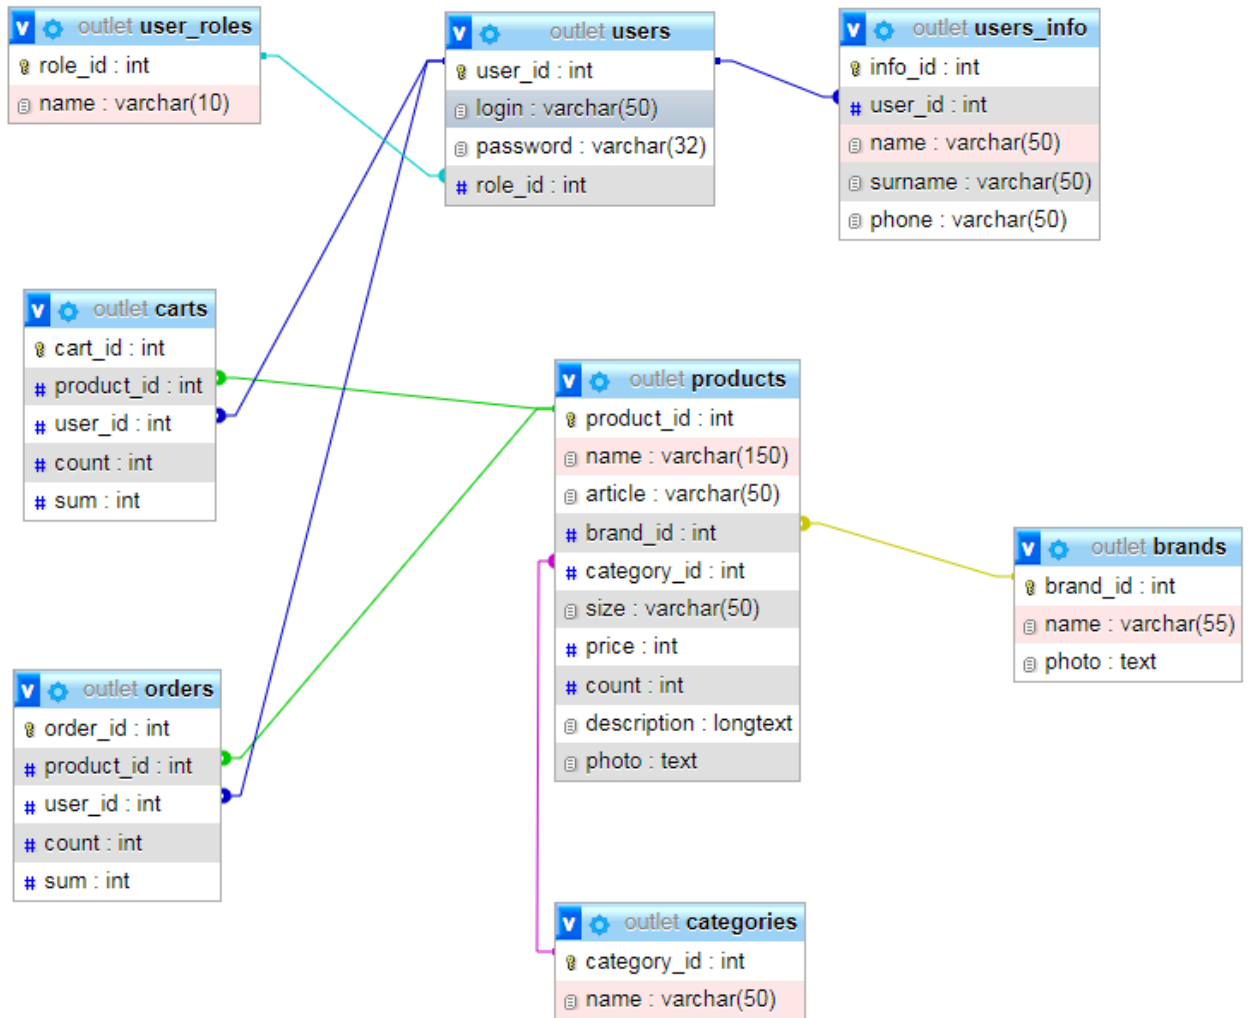 outlet user_roles
role_id : int
name : varchar(10)
outlet users
user_id : int
login : varchar(50)
password : varchar(32)
role_id : int
outlet users_info
info_id : int
user_id : int
name : varchar(50)
surname : varchar(50)
phone : varchar(50)
outlet carts
cart_id : int
product_id : int
user_id : int
count : int
sum : int
outlet products
product_id : int
name : varchar(150)
article : varchar(50)
brand_id : int
category_id : int
size : varchar(50)
price : int
count : int
description : longtext
photo : text
outlet brands
brand_id : int
name : varchar(55)
photo : text
outlet orders
order_id : int
product_id : int
user_id : int
count : int
sum : int
outlet categories
category_id : int
name : varchar(50)